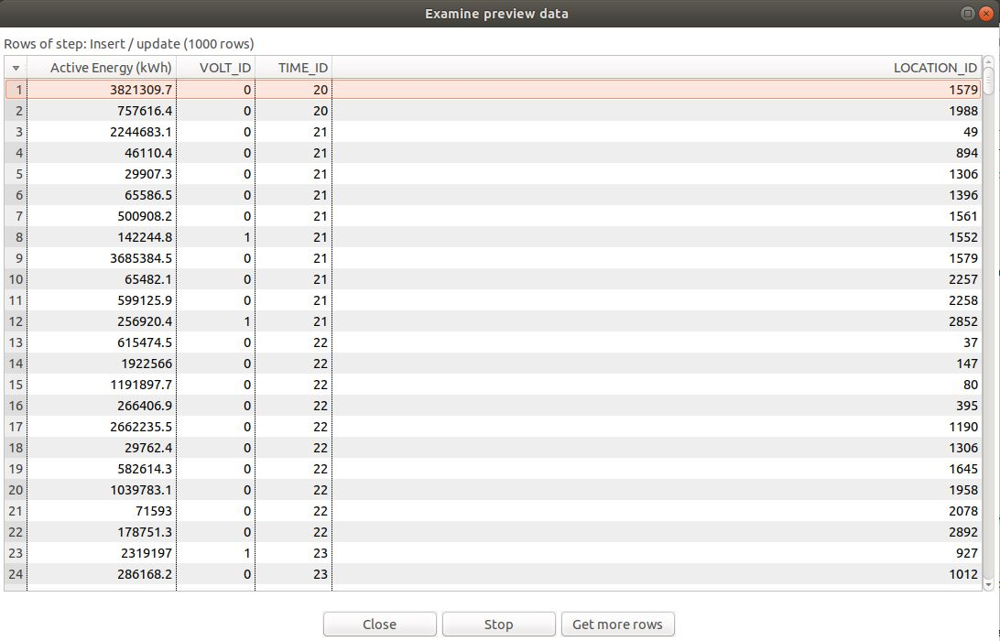 Examine preview data
Rows of step: Insert / update (1000 rows)
Active Energy (kWh) VOLT_ID TIME_ID LOCATION_ID
1 3821309.7 0 20 1579
2 757616.4 0 20 1988
3 2244683.1 0 21 49
4 46110.4 0 21 894
5 29907.3 0 21 1306
6 65586.5 0 21 1396
7 500908.2 0 21 1561
8 142244.8 1 21 1552
9 3685384.5 0 21 1579
10 65482.1 0 21 2257
11 599125.9 0 21 2258
12 256920.4 1 21 2852
13 615474.5 0 22 37
14 1922566 0 22 147
15 1191897.7 0 22 80
16 266406.9 0 22 395
17 2662235.5 0 22 1190
18 29762.4 0 22 1306
19 582614.3 0 22 1645
20 1039783.1 0 22 1958
21 71593 0 22 2078
22 178751.3 0 22 2892
23 2319197 1 23 927
24 286168.2 0 23 1012
Close Stop Get more rows